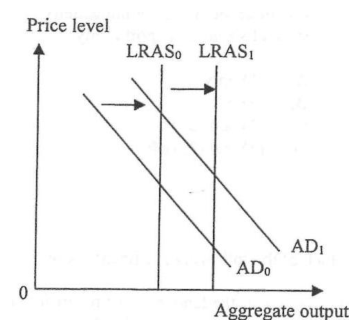 Price level
LRAS₀ LRAS₁
AD₁
AD₀
0
Aggregate output